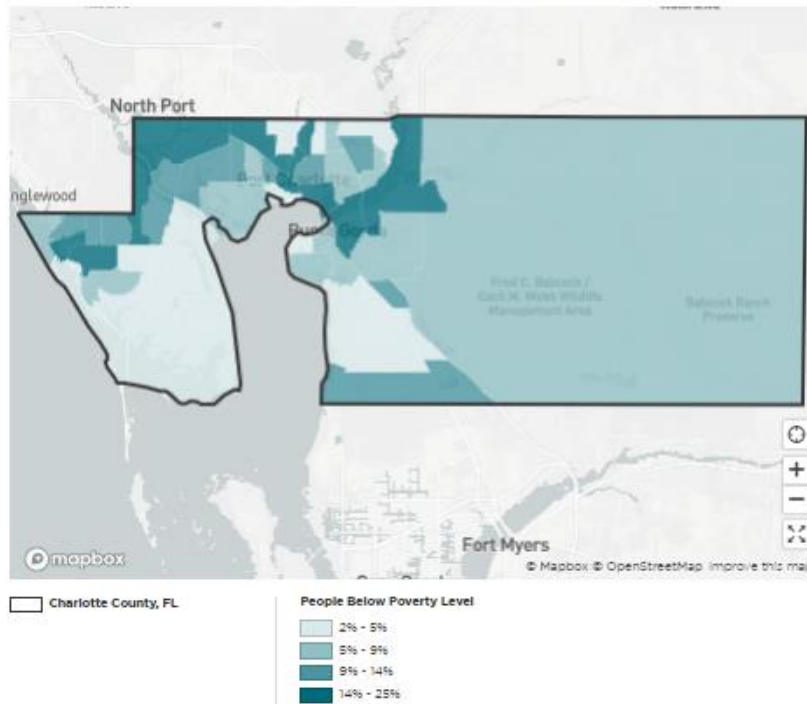 North Port
nglewood
Port Charlotte
Punta Gorda
Fred C. Babcock /
Cecil M. Webb Wildlife
Management Area
Babcock Ranch
Preserve
Fort Myers
mapbox
© Mapbox © OpenStreetMap Improve this map
Charlotte County, FL
People Below Poverty Level
2% - 5%
5% - 9%
9% - 14%
14% - 25%